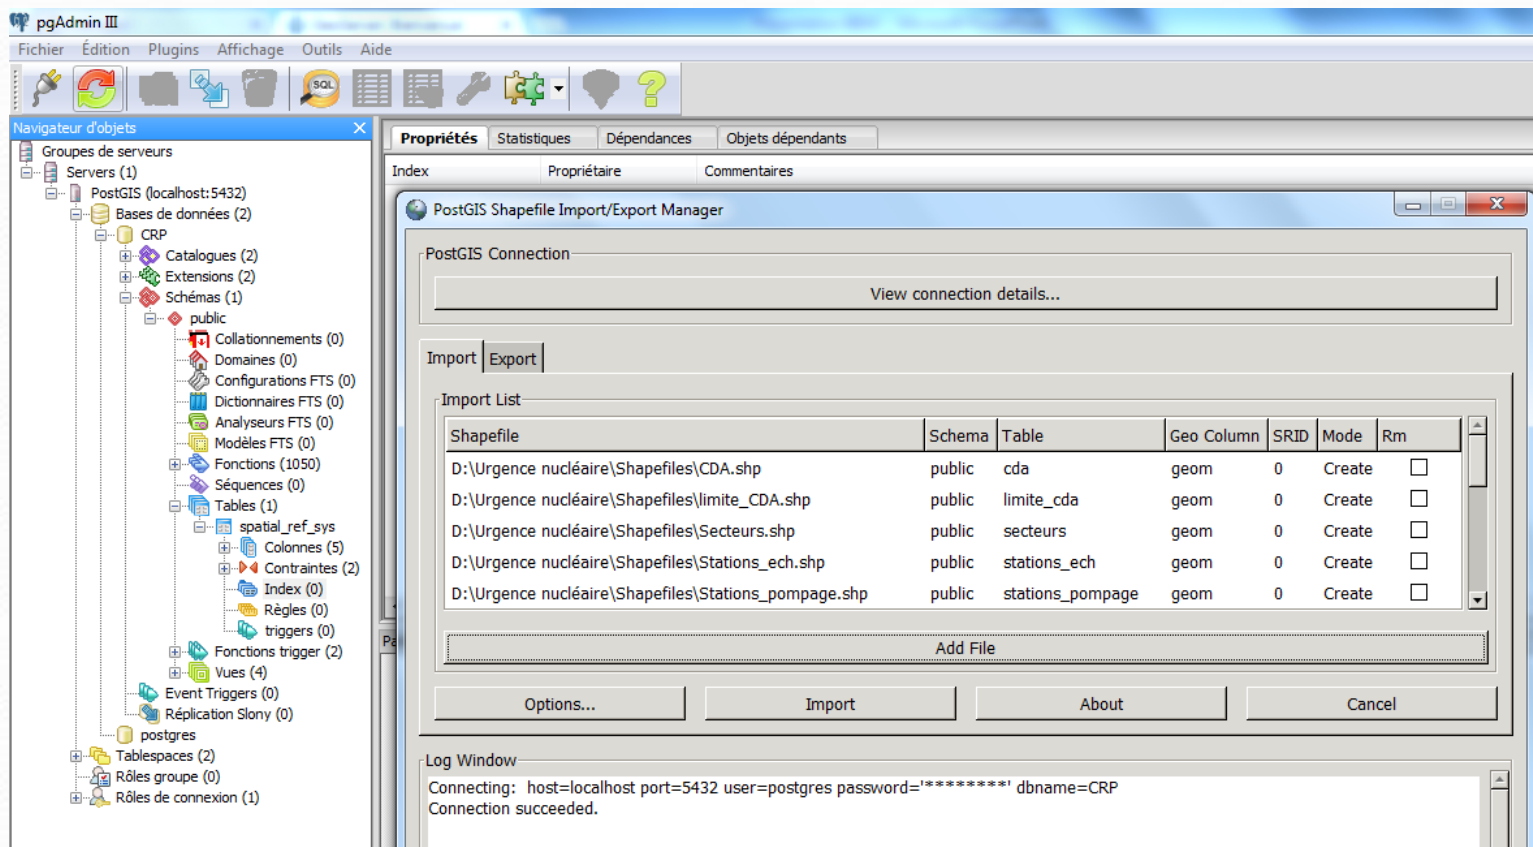 pgAdmin III
Fichier Édition Plugins Affichage Outils Aide
SQL
Navigateur d'objets
Groupes de serveurs
Servers (1)
PostGIS (localhost:5432)
Bases de données (2)
CRP
Catalogues (2)
Extensions (2)
Schémas (1)
public
Collationnements (0)
Domaines (0)
Configurations FTS (0)
Dictionnaires FTS (0)
Analyseurs FTS (0)
Modèles FTS (0)
Fonctions (1050)
Séquences (0)
Tables (1)
spatial_ref_sys
Colonnes (5)
Contraintes (2)
Index (0)
Règles (0)
triggers (0)
Fonctions trigger (2)
Vues (4)
Event Triggers (0)
Réplication Slony (0)
postgres
Tablespaces (2)
Rôles groupe (0)
Rôles de connexion (1)
Propriétés Statistiques Dépendances Objets dépendants
Index Propriétaire Commentaires
PostGIS Shapefile Import/Export Manager
PostGIS Connection
View connection details...
Import Export
Import List
Shapefile Schema Table Geo Column SRID Mode Rm
D:\Urgence nucléaire\Shapefiles\CDA.shp public cda geom 0 Create
D:\Urgence nucléaire\Shapefiles\limite_CDA.shp public limite_cda geom 0 Create
D:\Urgence nucléaire\Shapefiles\Secteurs.shp public secteurs geom 0 Create
D:\Urgence nucléaire\Shapefiles\Stations_ech.shp public stations_ech geom 0 Create
D:\Urgence nucléaire\Shapefiles\Stations_pompage.shp public stations_pompage geom 0 Create
Add File
Options... Import About Cancel
Log Window
Connecting: host=localhost port=5432 user=postgres password='********' dbname=CRP
Connection succeeded.